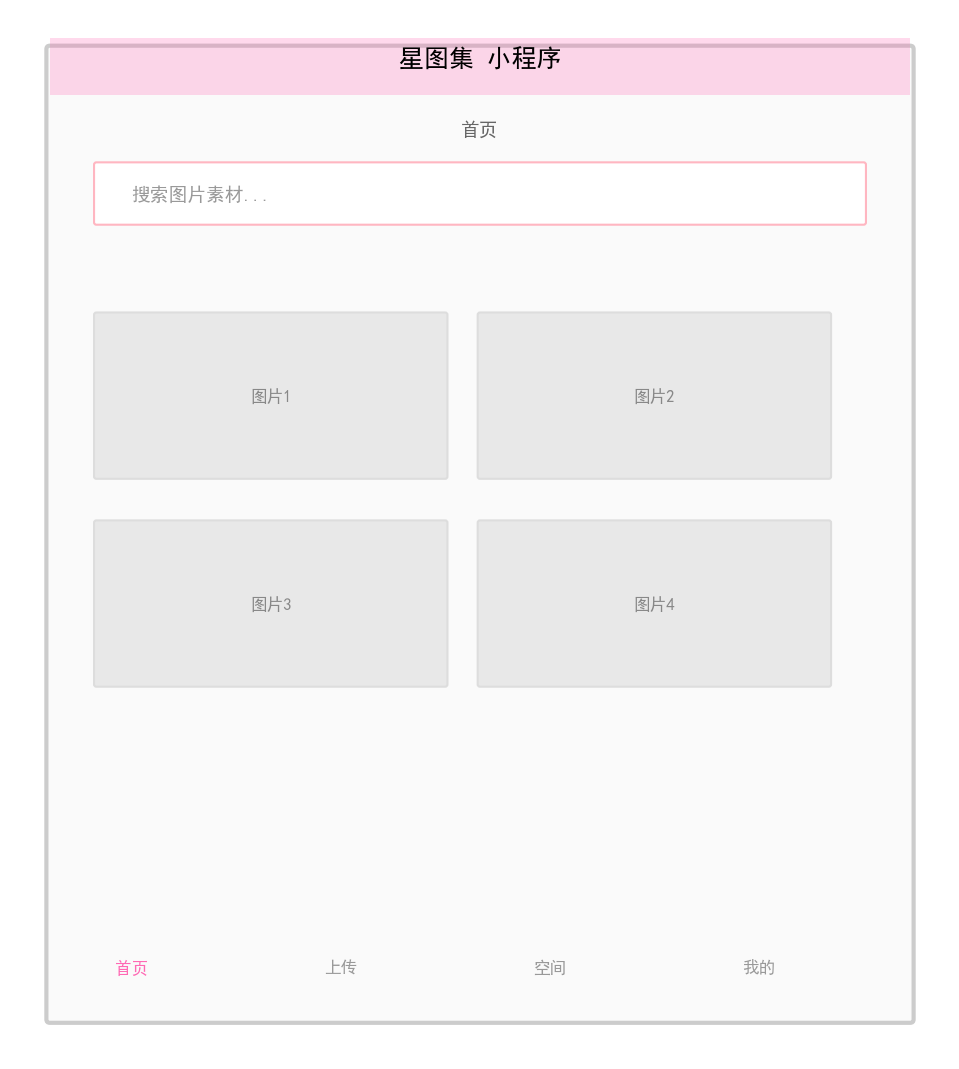 星图集 小程序
首页
搜索图片素材...
图片1 图片2
图片3 图片4
首页 上传 空间 我的